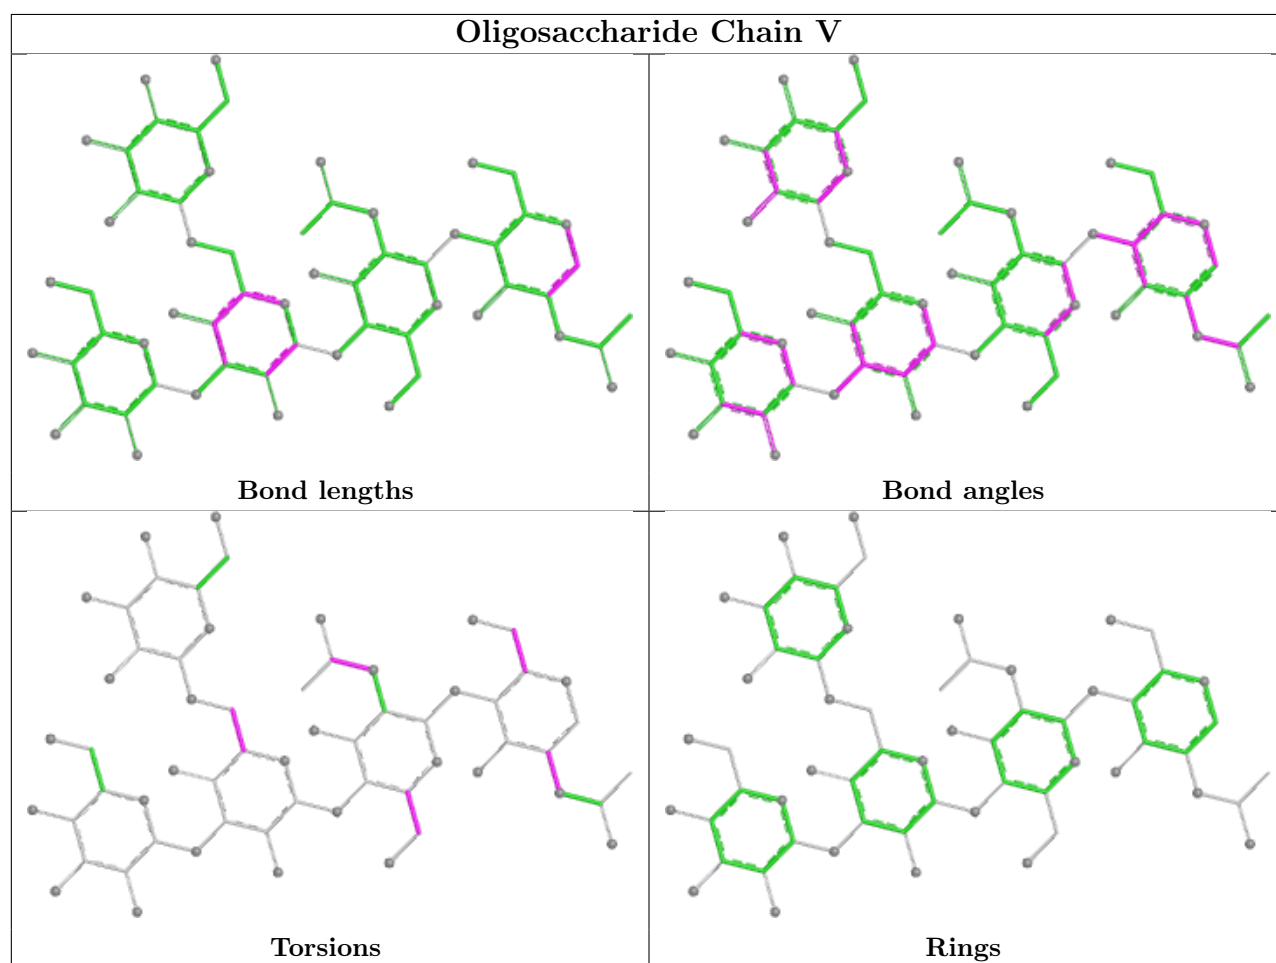 Oligosaccharide Chain V
Bond lengths
Bond angles
Torsions
Rings